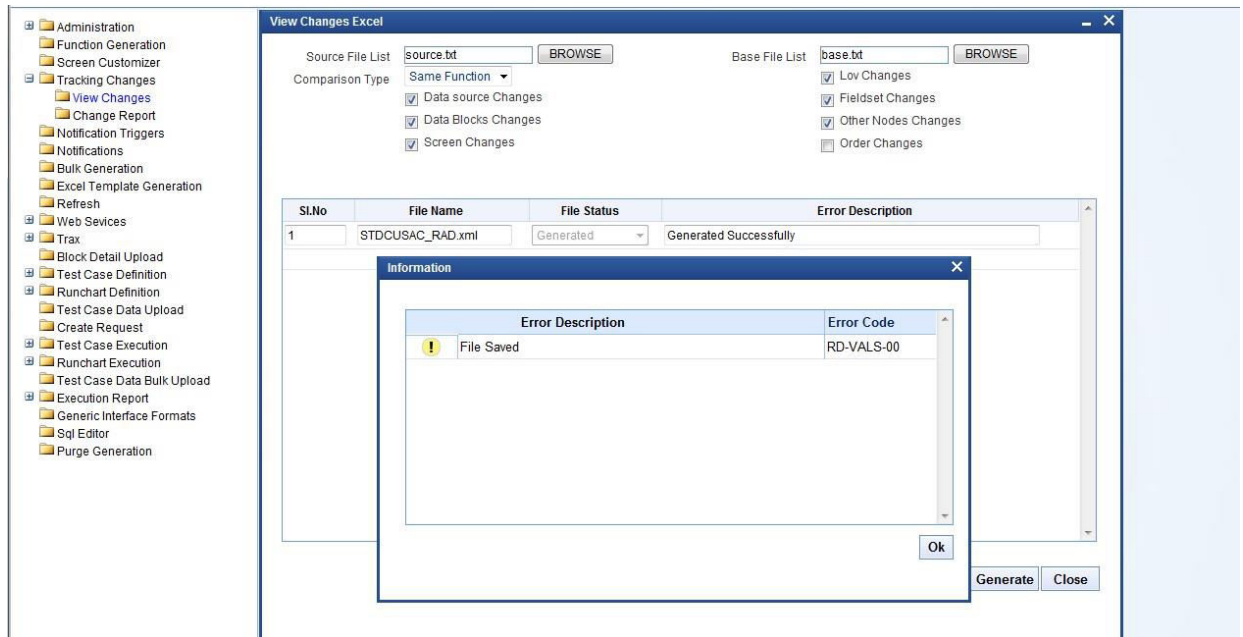 Administration
Function Generation
Screen Customizer
Tracking Changes
View Changes
Change Report
Notification Triggers
Notifications
Bulk Generation
Excel Template Generation
Refresh
Web Sevices
Trax
Block Detail Upload
Test Case Definition
Runchart Definition
Test Case Data Upload
Create Request
Test Case Execution
Runchart Execution
Test Case Data Bulk Upload
Execution Report
Generic Interface Formats
Sql Editor
Purge Generation
View Changes Excel
Source File List source.txt BROWSE Base File List base.txt BROWSE
Comparison Type Same Function Lov Changes
Data source Changes Fieldset Changes
Data Blocks Changes Other Nodes Changes
Screen Changes Order Changes
Sl.No File Name File Status Error Description
1 STDCUSAC_RAD.xml Generated Generated Successfully
Information
Error Description Error Code
File Saved RD-VALS-00
Ok
Generate Close